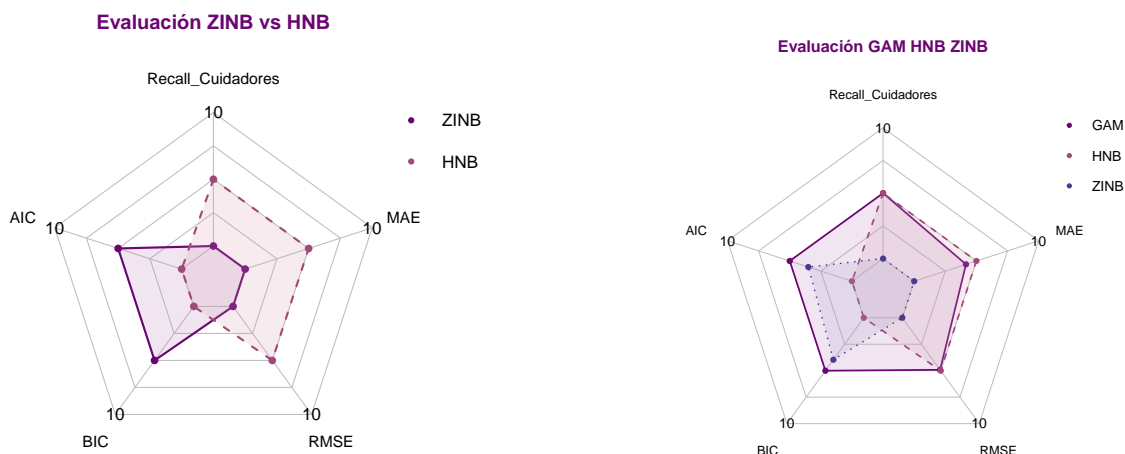 Evaluación ZINB vs HNB
Recall_Cuidadores
10
ZINB
HNB
AIC
10
10
MAE
10
BIC
10
RMSE
Evaluación GAM HNB ZINB
Recall_Cuidadores
10
GAM
HNB
ZINB
AIC
10
10
MAE
10
BIC
10
RMSE